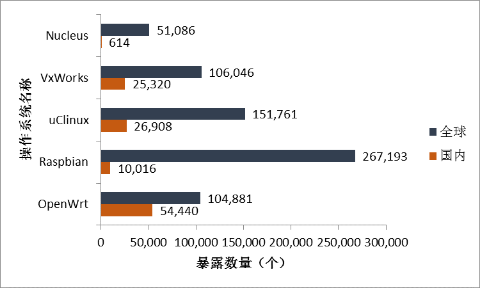 Nucleus
51,086
614
VxWorks
106,046
25,320
uClinux
151,761
26,908
Raspbian
267,193
10,016
OpenWrt
104,881
54,440
操作系统名称
全球
国内
0 50,000 100,000 150,000 200,000 250,000 300,000
暴露数量（个）